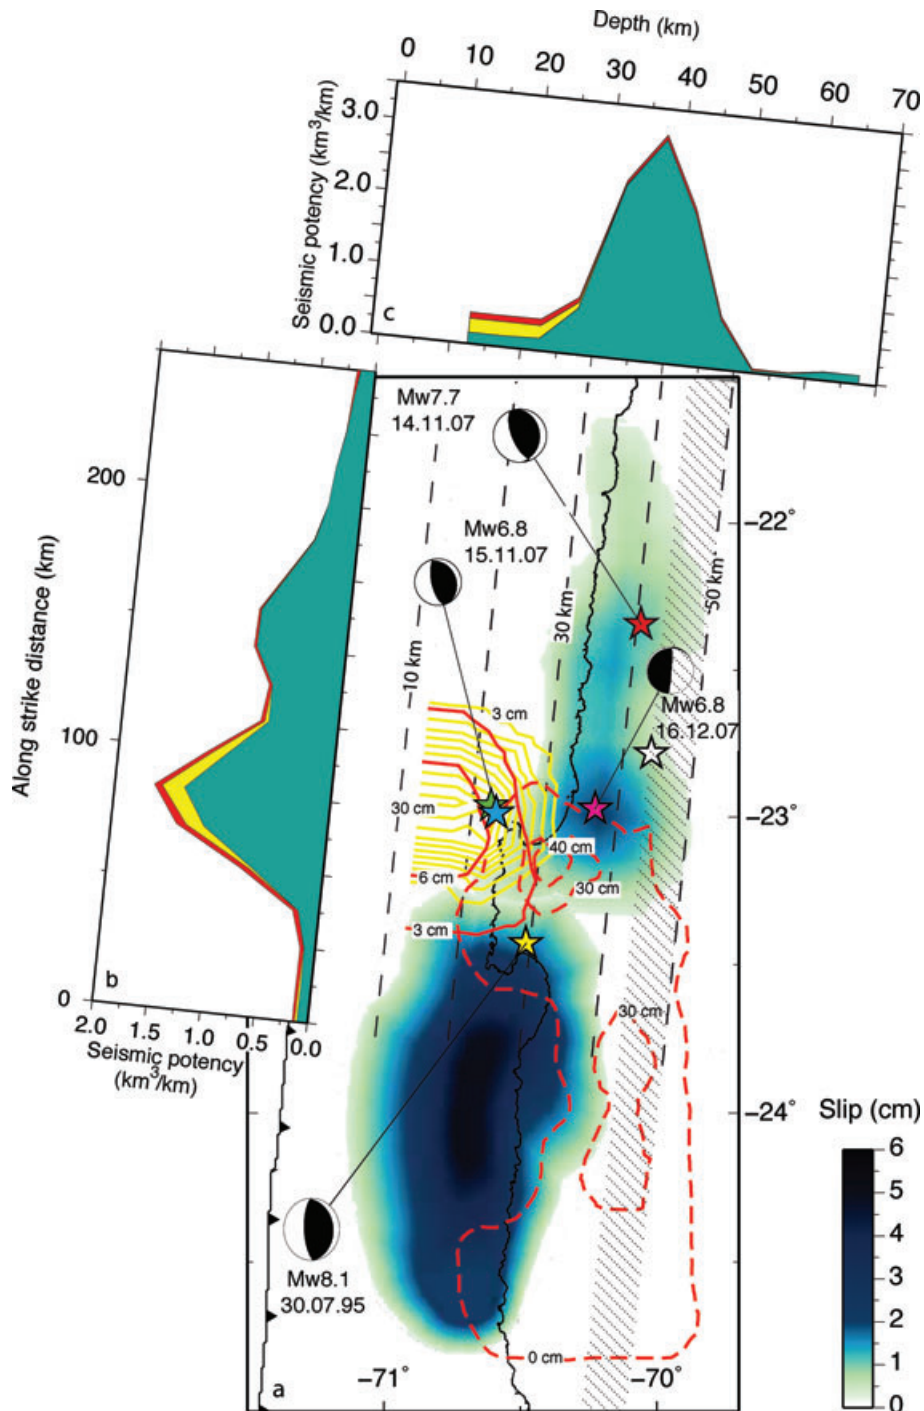 Depth (km)
0 10 20 30 40 50 60 70
Seismic potency (km³/km)
3.0
2.0
1.0
0.0
c
Mw7.7
14.11.07
Mw6.8
15.11.07
200
−22°
Along strike distance (km)
10 km
30 km
50 km
3 cm
Mw6.8
16.12.07
100
30 cm
−23°
40 cm
6 cm
30 cm
3 cm
b
0
2.0 1.5 1.0 0.5 0.0
Seismic potency
(km³/km)
30 cm
−24°
Slip (cm)
6
5
4
3
2
1
0
Mw8.1
30.07.95
0 cm
a
−71°
−70°